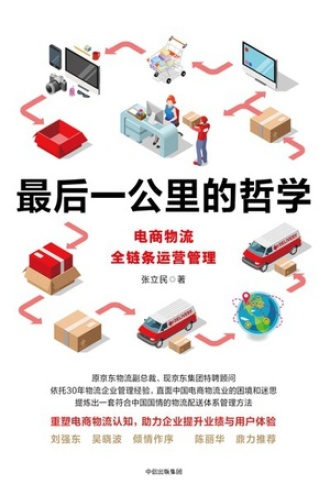 最后一公里的哲学
电商物流
全链条运营管理
张立民◎著
原京东物流副总裁、现京东集团特聘顾问
依托30年物流企业管理经验，直面中国电商物流业的困境和迷思
提炼出一套符合中国国情的物流配送体系管理方法
重塑电商物流认知，助力企业提升业绩与用户体验
刘强东 吴晓波 倾情作序 陈丽华 鼎力推荐
中信出版集团